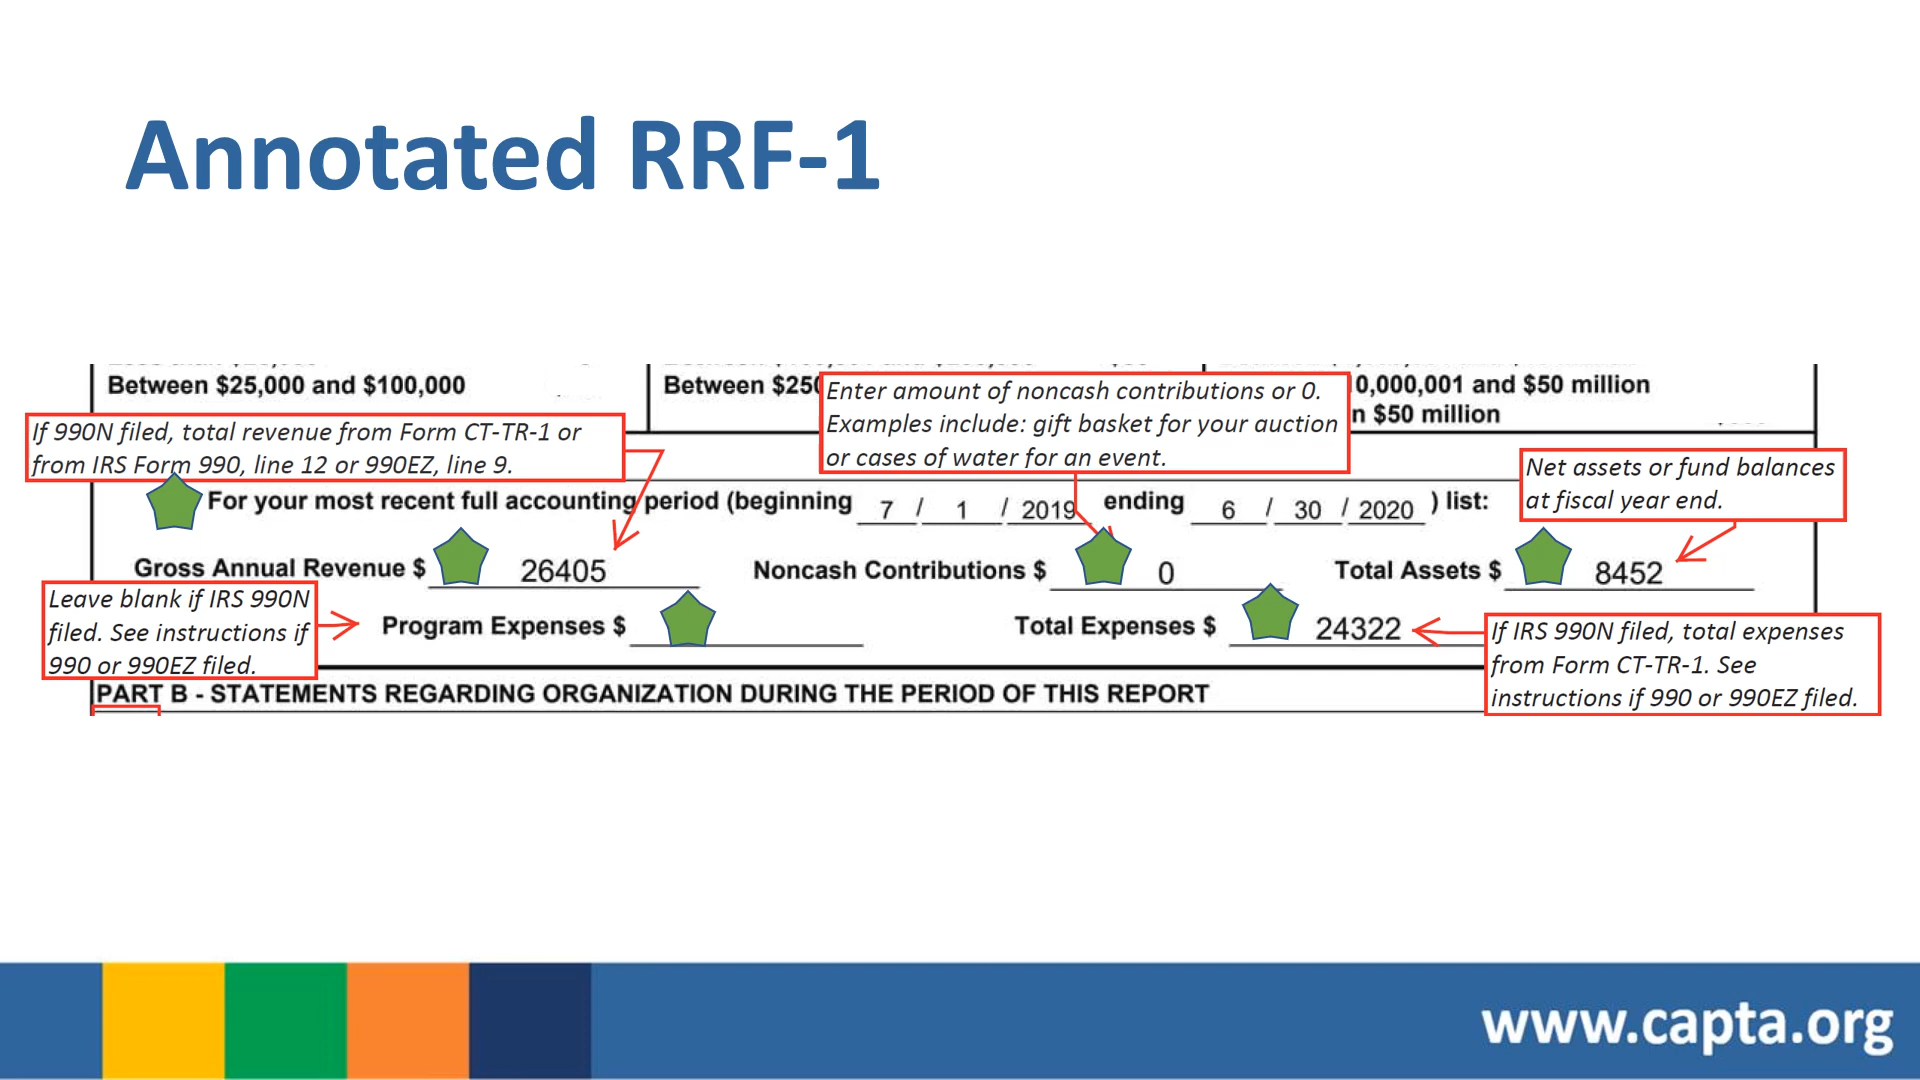 Annotated RRF-1
Between $25,000 and $100,000
Between $250
0,000,001 and $50 million
n $50 million
Enter amount of noncash contributions or 0.
Examples include: gift basket for your auction
or cases of water for an event.
If 990N filed, total revenue from Form CT-TR-1 or
from IRS Form 990, line 12 or 990EZ, line 9.
Net assets or fund balances
at fiscal year end.
For your most recent full accounting period (beginning 7 / 1 / 2019 ending 6 / 30 / 2020 ) list:
Gross Annual Revenue $ 26405 Noncash Contributions $ 0 Total Assets $ 8452
Leave blank if IRS 990N
filed. See instructions if
990 or 990EZ filed.
Program Expenses $ Total Expenses $ 24322
If IRS 990N filed, total expenses
from Form CT-TR-1. See
instructions if 990 or 990EZ filed.
PART B - STATEMENTS REGARDING ORGANIZATION DURING THE PERIOD OF THIS REPORT
www.capta.org